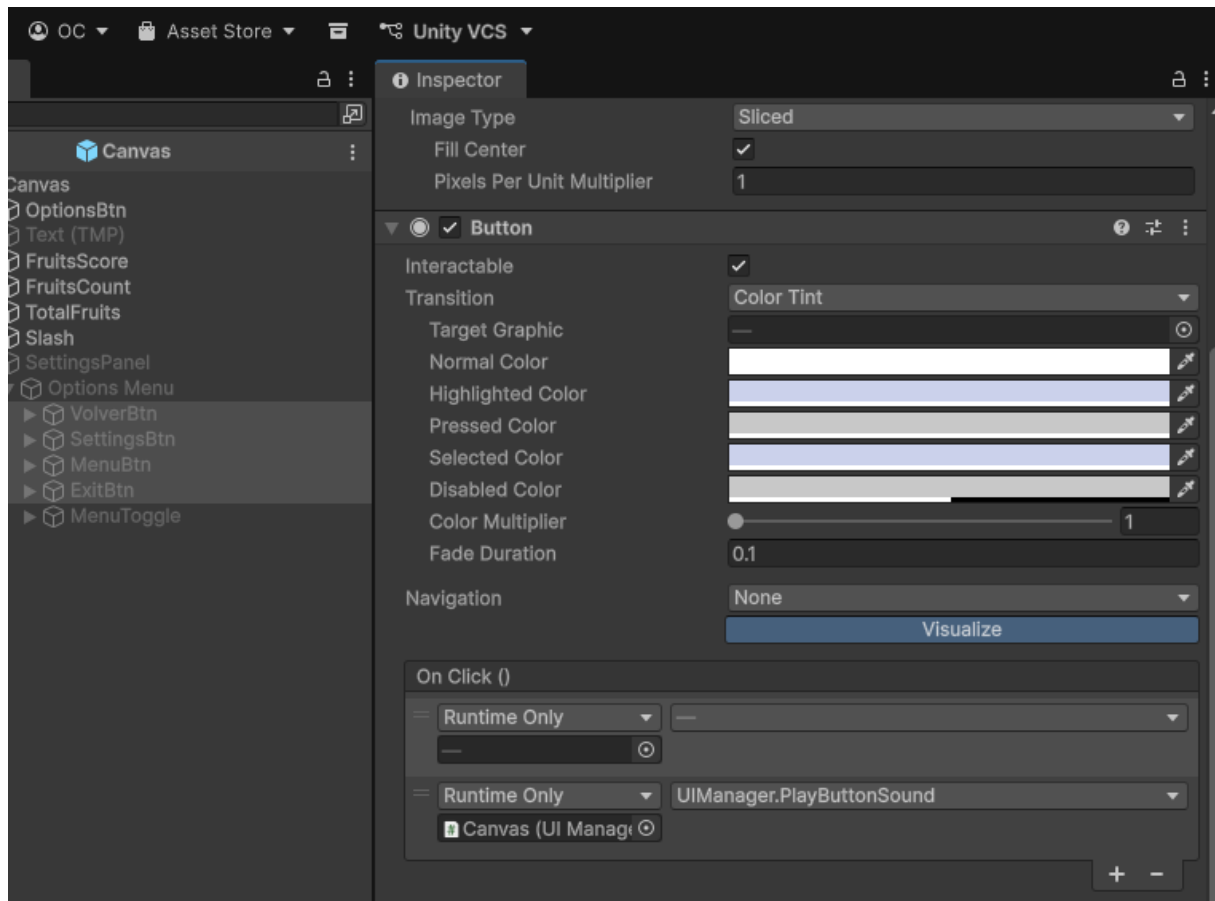 OC Asset Store Unity VCS
Inspector
Canvas
Canvas
OptionsBtn
Text (TMP)
FruitsScore
FruitsCount
TotalFruits
Slash
SettingsPanel
Options Menu
VolverBtn
SettingsBtn
MenuBtn
ExitBtn
MenuToggle
Image Type Sliced
Fill Center
Pixels Per Unit Multiplier 1
Button
Interactable
Transition Color Tint
Target Graphic —
Normal Color
Highlighted Color
Pressed Color
Selected Color
Disabled Color
Color Multiplier 1
Fade Duration 0.1
Navigation None
Visualize
On Click ()
Runtime Only —
—
Runtime Only UIManager.PlayButtonSound
Canvas (UI Manage